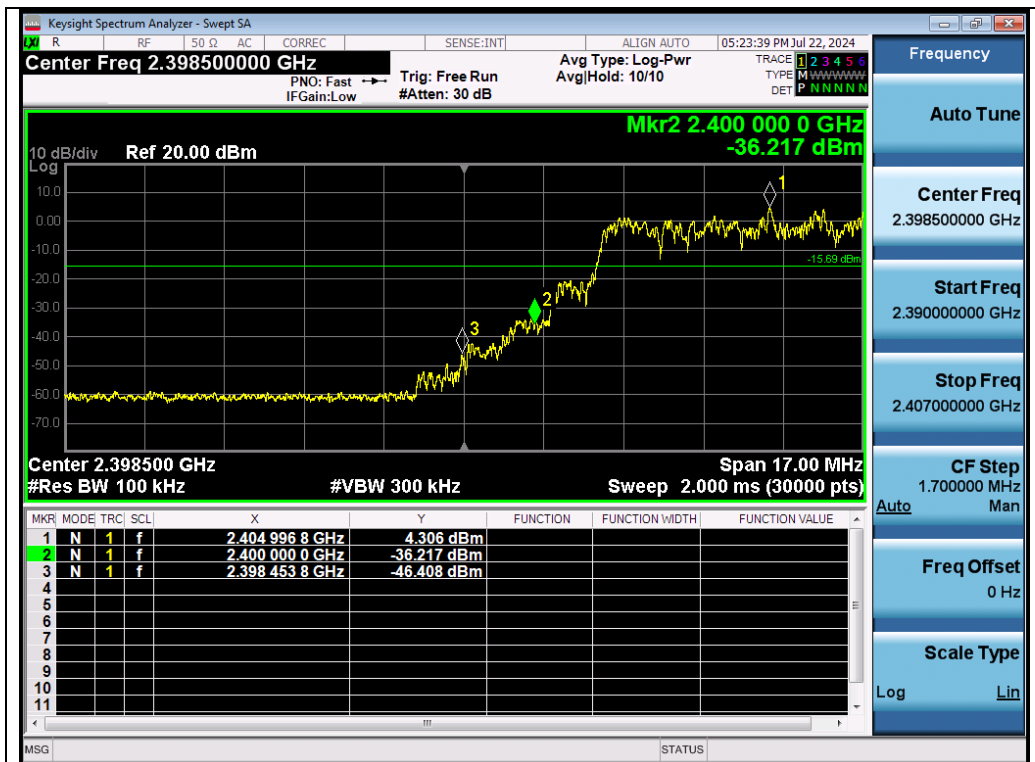 Keysight Spectrum Analyzer - Swept SA
LXI R RF 50 Ω AC CORREC SENSE:INT ALIGN AUTO 05:23:39 PM Jul 22, 2024
Center Freq 2.398500000 GHz
PNO: Fast
IFGain:Low
Trig: Free Run
#Atten: 30 dB
Avg Type: Log-Pwr
Avg|Hold: 10/10
TRACE 1 2 3 4 5 6
TYPE M WWWWW
DET P N N N N N
Mkr2 2.400 000 0 GHz
-36.217 dBm
10 dB/div Ref 20.00 dBm
Log
10.0
0.00
-10.0
-20.0
-30.0
-40.0
-50.0
-60.0
-70.0
1
-15.69 dBm
2
3
Center 2.398500 GHz Span 17.00 MHz
#Res BW 100 kHz #VBW 300 kHz Sweep 2.000 ms (30000 pts)
MKR MODE TRC SCL X Y FUNCTION FUNCTION WIDTH FUNCTION VALUE
1 N 1 f 2.404 996 8 GHz 4.306 dBm
2 N 1 f 2.400 000 0 GHz -36.217 dBm
3 N 1 f 2.398 453 8 GHz -46.408 dBm
4
5
6
7
8
9
10
11
MSG STATUS
Frequency
Auto Tune
Center Freq
2.398500000 GHz
Start Freq
2.390000000 GHz
Stop Freq
2.407000000 GHz
CF Step
1.700000 MHz
Auto Man
Freq Offset
0 Hz
Scale Type
Log Lin